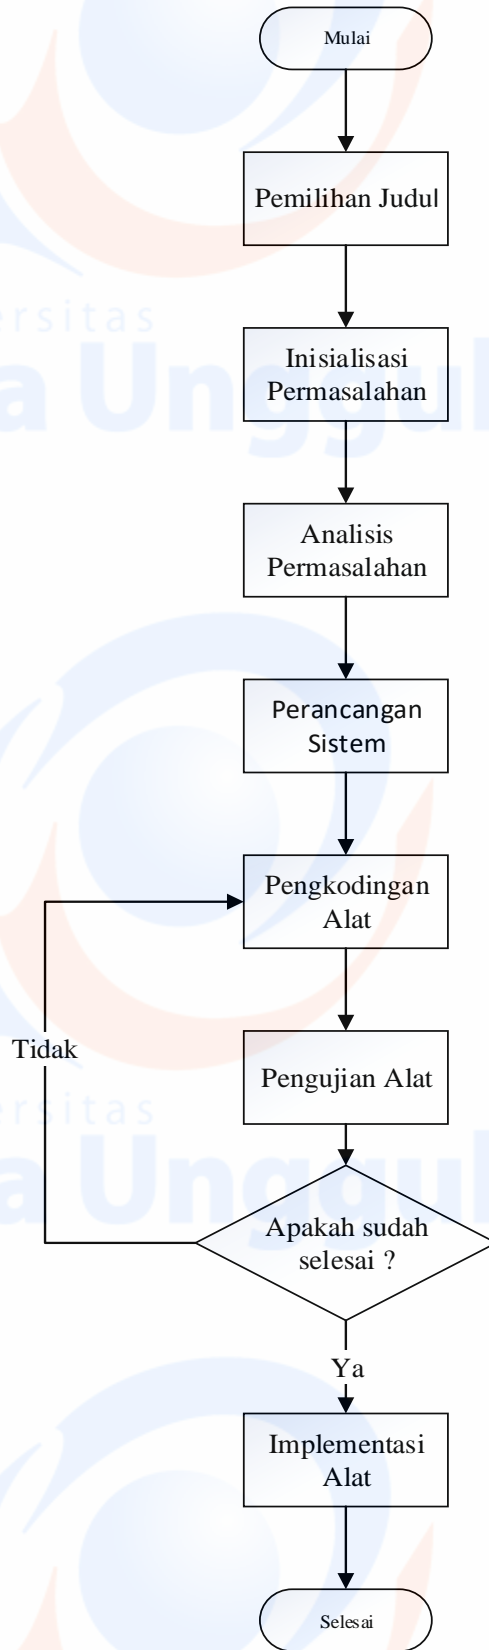 Mulai
Pemilihan Judul
Inisialisasi
Permasalahan
Analisis
Permasalahan
Perancangan
Sistem
Pengkodingan
Alat
Tidak
Pengujian Alat
Apakah sudah
selesai ?
Ya
Implementasi
Alat
Selesai